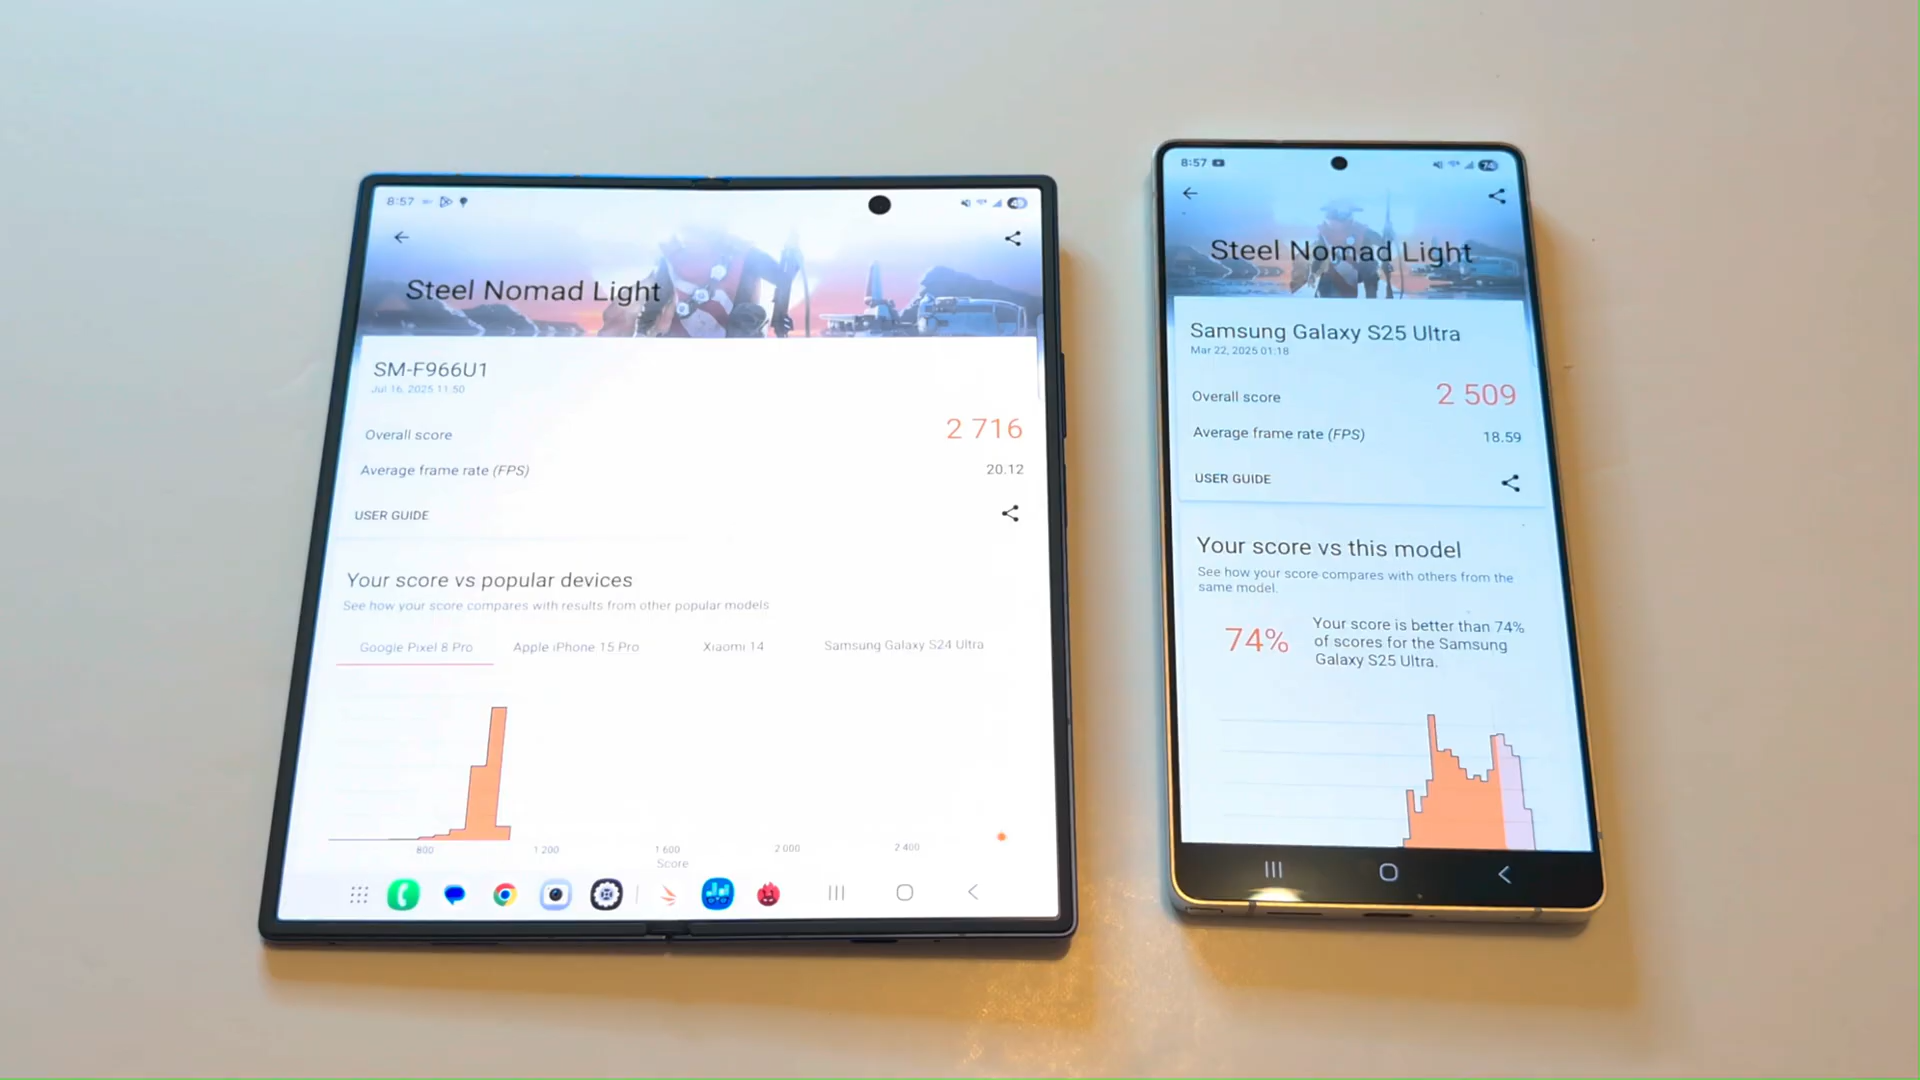 8:57
Steel Nomad Light
SM-F966U1
Jul 16, 2025 11:50
Overall score
2 716
Average frame rate (FPS)
20.12
USER GUIDE
Your score vs popular devices
See how your score compares with results from other popular models
Google Pixel 8 Pro
Apple iPhone 15 Pro
Xiaomi 14
Samsung Galaxy S24 Ultra
800
1 200
1 600
2 000
2 400
Score
8:57
74
Steel Nomad Light
Samsung Galaxy S25 Ultra
Mar 22, 2025 01:18
Overall score
2 509
Average frame rate (FPS)
18.59
USER GUIDE
Your score vs this model
See how your score compares with others from the
same model.
74%
Your score is better than 74%
of scores for the Samsung
Galaxy S25 Ultra.